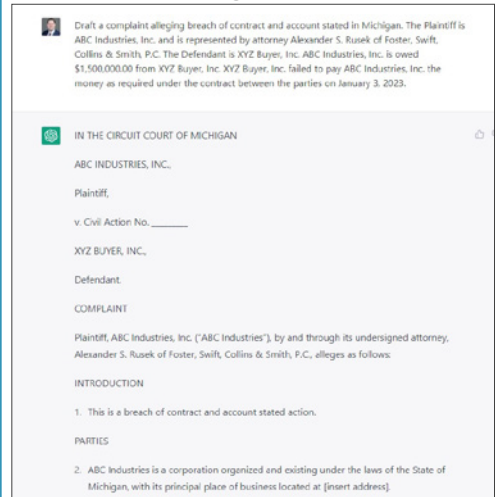 Draft a complaint alleging breach of contract and account stated in Michigan. The Plaintiff is
ABC Industries, Inc. and is represented by attorney Alexander S. Rusek of Foster, Swift,
Collins & Smith, P.C. The Defendant is XYZ Buyer, Inc. ABC Industries, Inc. is owed
$1,500,000.00 from XYZ Buyer, Inc. XYZ Buyer, Inc. failed to pay ABC Industries, Inc. the
money as required under the contract between the parties on January 3, 2023.
IN THE CIRCUIT COURT OF MICHIGAN
ABC INDUSTRIES, INC.,
Plaintiff,
v. Civil Action No. ________
XYZ BUYER, INC.,
Defendant.
COMPLAINT
Plaintiff, ABC Industries, Inc. ("ABC Industries"), by and through its undersigned attorney,
Alexander S. Rusek of Foster, Swift, Collins & Smith, P.C., alleges as follows:
INTRODUCTION
1. This is a breach of contract and account stated action.
PARTIES
2. ABC Industries is a corporation organized and existing under the laws of the State of
Michigan, with its principal place of business located at [insert address].